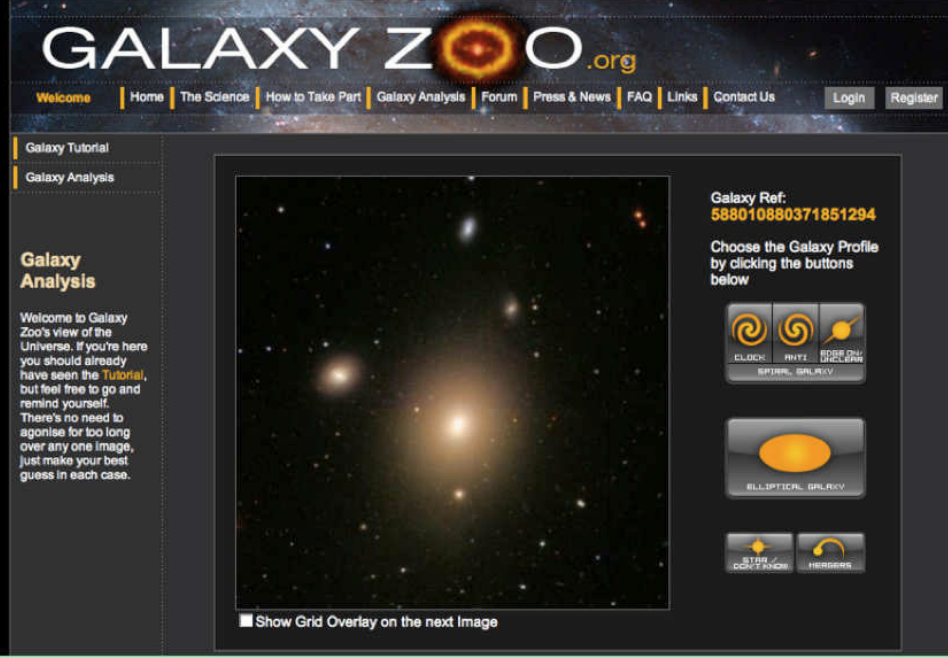 GALAXY ZOO.org
Welcome Home The Science How to Take Part Galaxy Analysis Forum Press & News FAQ Links Contact Us Login Register
Galaxy Tutorial
Galaxy Analysis
Galaxy
Analysis
Welcome to Galaxy
Zoo's view of the
Universe. If you're here
you should already
have seen the Tutorial,
but feel free to go and
remind yourself.
There's no need to
agonise for too long
over any one image,
just make your best
guess in each case.
Galaxy Ref:
588010880371851294
Choose the Galaxy Profile
by clicking the buttons
below
CLOCK ANTI EDGE ON/
UNCLEAR
SPIRAL GALAXY
ELLIPTICAL GALAXY
STAR /
DON'T KNOW
MERGERS
Show Grid Overlay on the next Image